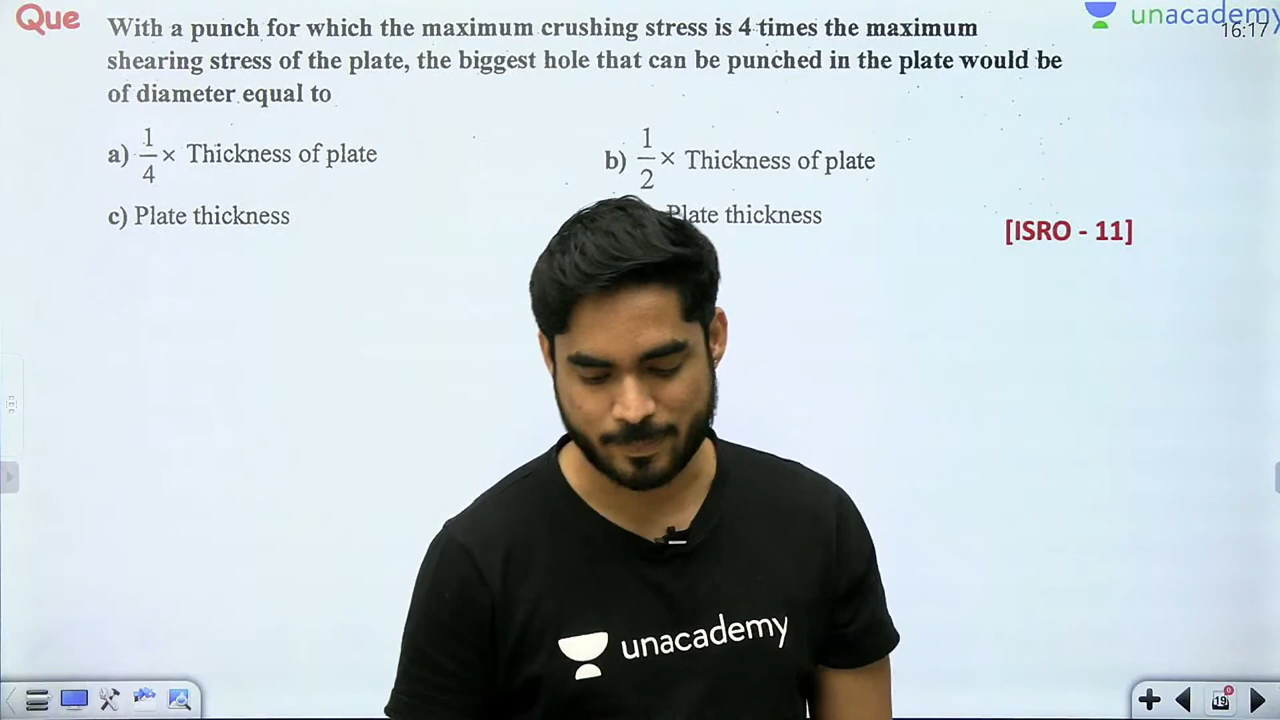 Que
unacademy
16:17
With a punch for which the maximum crushing stress is 4 times the maximum
shearing stress of the plate, the biggest hole that can be punched in the plate would be
of diameter equal to
a) 1/4 × Thickness of plate
b) 1/2 × Thickness of plate
c) Plate thickness
Plate thickness
[ISRO - 11]
unacademy
19